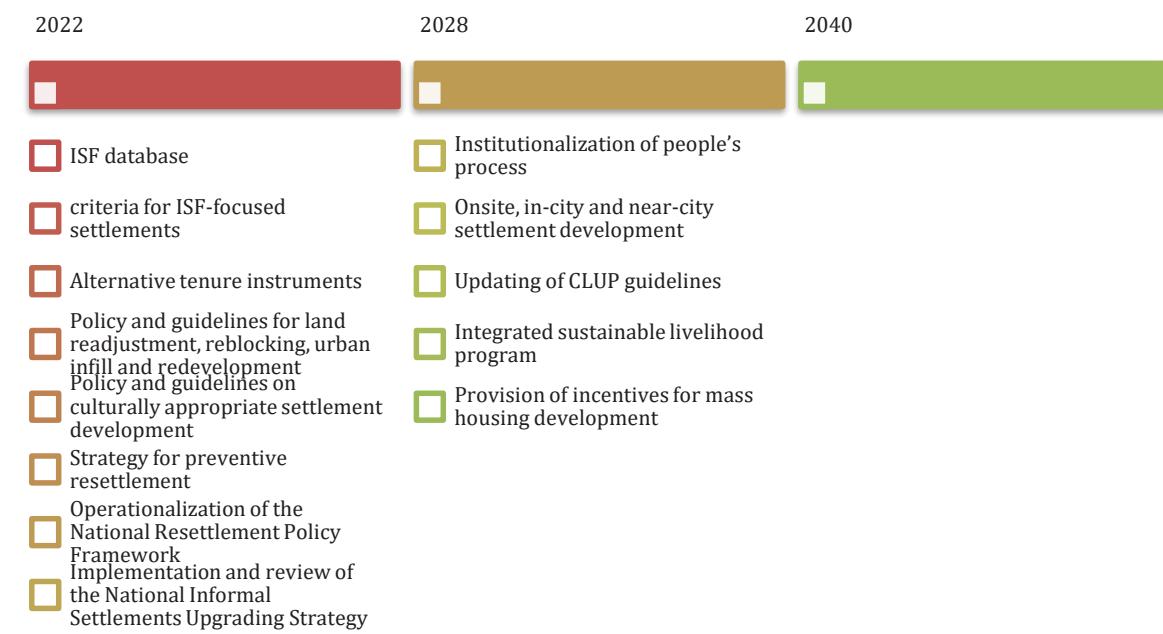 2022
2028
2040
ISF database
criteria for ISF-focused
settlements
Alternative tenure instruments
Policy and guidelines for land
readjustment, reblocking, urban
infill and redevelopment
Policy and guidelines on
culturally appropriate settlement
development
Strategy for preventive
resettlement
Operationalization of the
National Resettlement Policy
Framework
Implementation and review of
the National Informal
Settlements Upgrading Strategy
Institutionalization of people's
process
Onsite, in-city and near-city
settlement development
Updating of CLUP guidelines
Integrated sustainable livelihood
program
Provision of incentives for mass
housing development